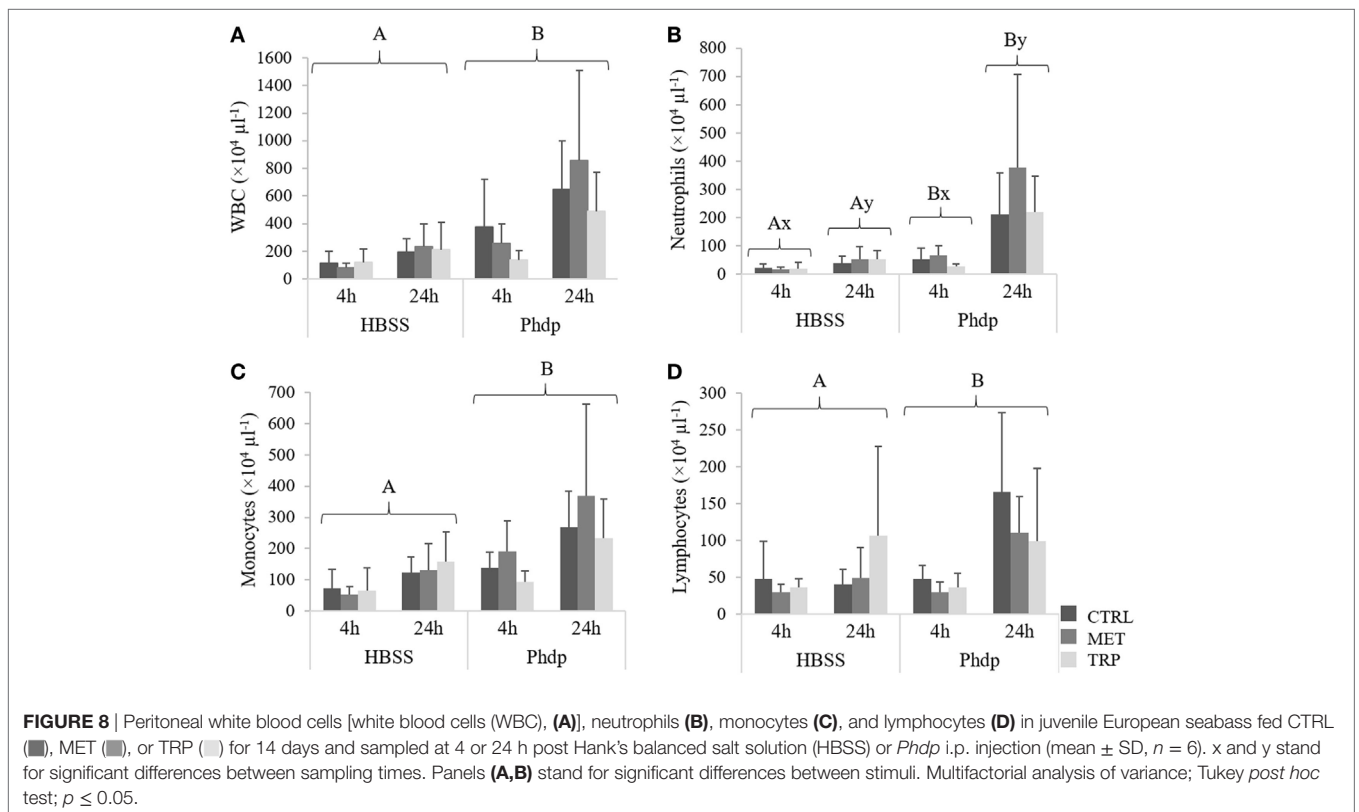 A
A
B
WBC (×10⁴ µl⁻¹)
1600
1400
1200
1000
800
600
400
200
0
4h 24h 4h 24h
HBSS Phdp
B
Ax
Ay
Bx
By
Neutrophils (×10⁴ µl⁻¹)
800
700
600
500
400
300
200
100
0
4h 24h 4h 24h
HBSS Phdp
C
A
B
Monocytes (×10⁴ µl⁻¹)
700
600
500
400
300
200
100
0
4h 24h 4h 24h
HBSS Phdp
D
A
B
Lymphocytes (×10⁴ µl⁻¹)
300
250
200
150
100
50
0
4h 24h 4h 24h
HBSS Phdp
CTRL
MET
TRP
FIGURE 8 | Peritoneal white blood cells [white blood cells (WBC), (A)], neutrophils (B), monocytes (C), and lymphocytes (D) in juvenile European seabass fed CTRL
(■), MET (■), or TRP (■) for 14 days and sampled at 4 or 24 h post Hank's balanced salt solution (HBSS) or Phdp i.p. injection (mean ± SD, n = 6). x and y stand
for significant differences between sampling times. Panels (A,B) stand for significant differences between stimuli. Multifactorial analysis of variance; Tukey post hoc
test; p ≤ 0.05.